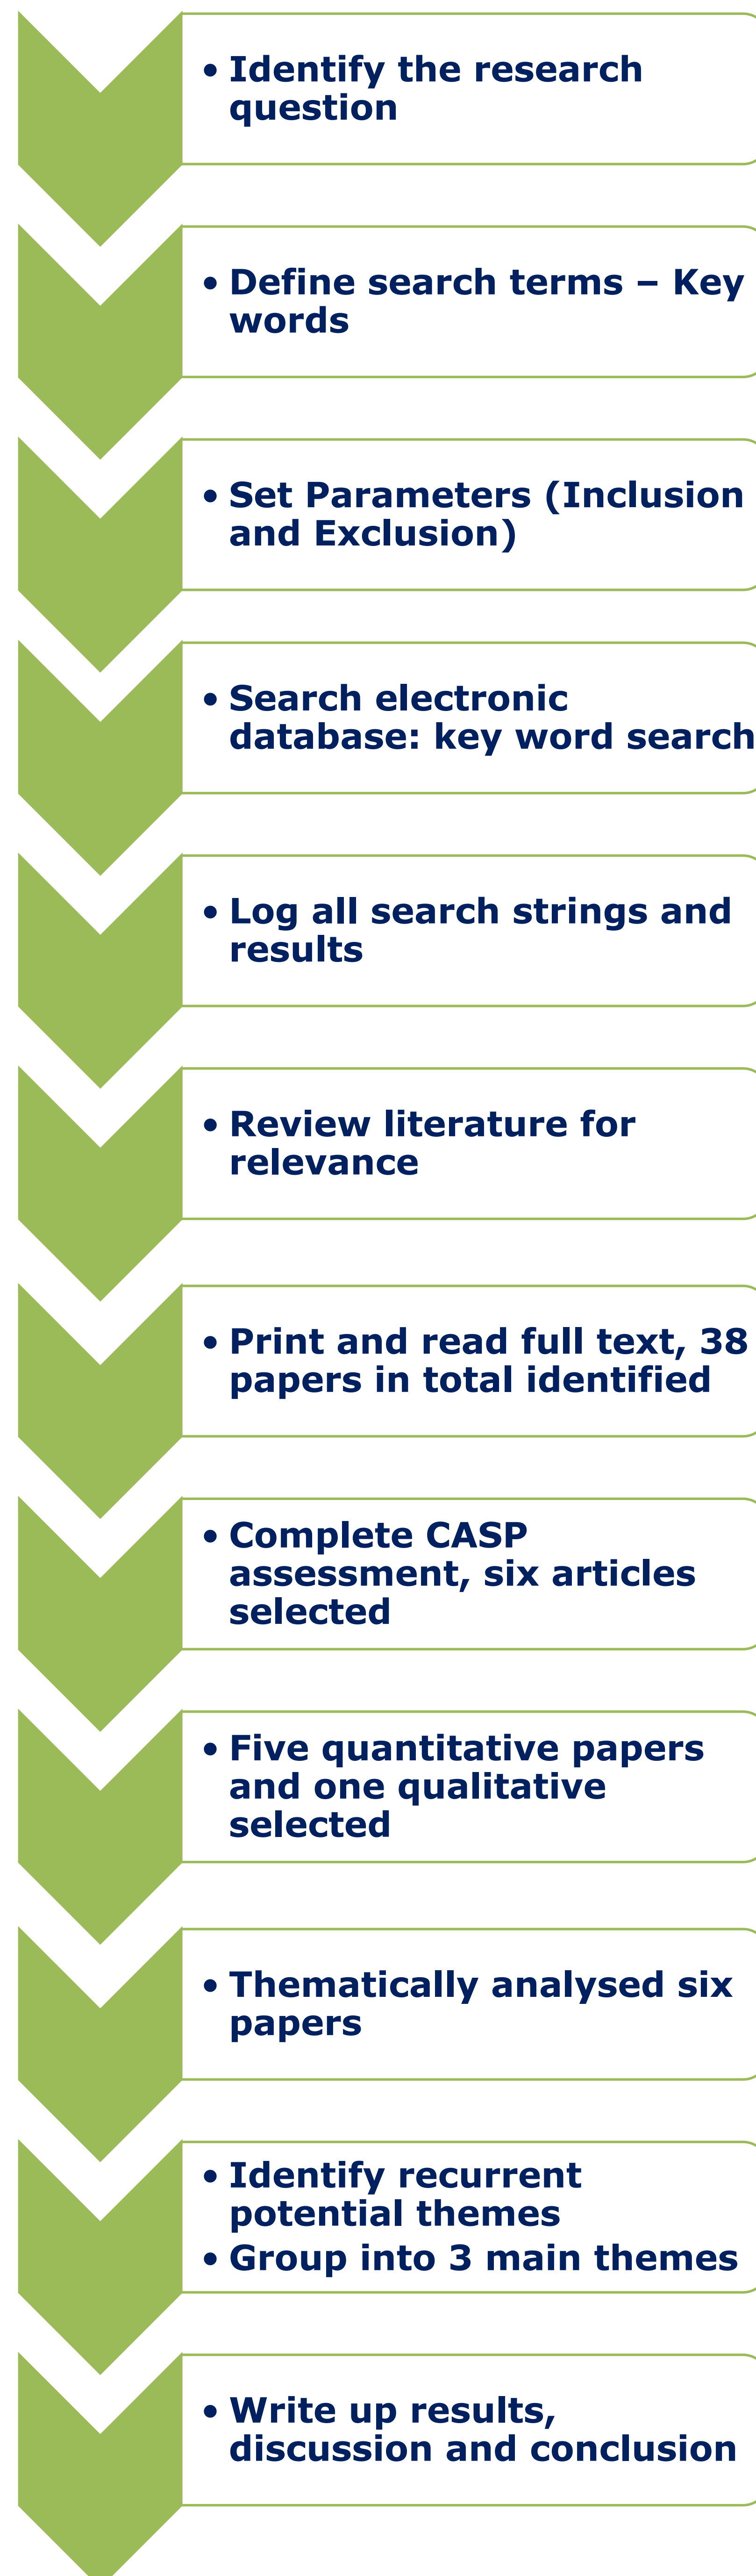 • Identify the research
question
• Define search terms – Key
words
• Set Parameters (Inclusion
and Exclusion)
• Search electronic
database: key word search
• Log all search strings and
results
• Review literature for
relevance
• Print and read full text, 38
papers in total identified
• Complete CASP
assessment, six articles
selected
• Five quantitative papers
and one qualitative
selected
• Thematically analysed six
papers
• Identify recurrent
potential themes
• Group into 3 main themes
• Write up results,
discussion and conclusion